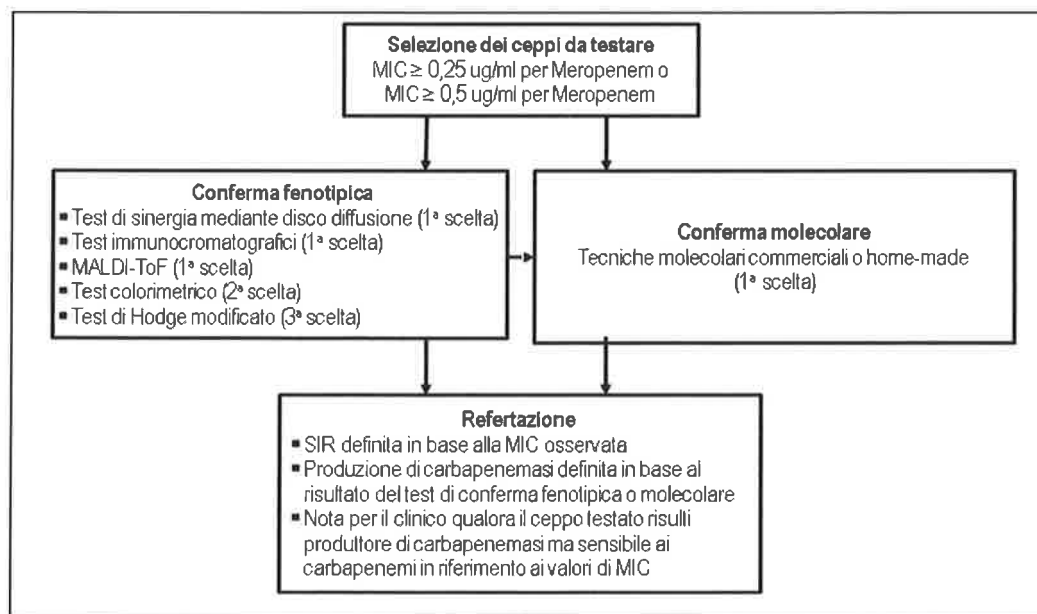 Selezione dei ceppi da testare
MIC ≥ 0,25 ug/ml per Meropenem o
MIC ≥ 0,5 ug/ml per Meropenem
Conferma fenotipica
▪ Test di sinergia mediante disco diffusione (1ª scelta)
▪ Test immunocromatografici (1ª scelta)
▪ MALDI-ToF (1ª scelta)
▪ Test colorimetrico (2ª scelta)
▪ Test di Hodge modificato (3ª scelta)
Conferma molecolare
Tecniche molecolari commerciali o home-made
(1ª scelta)
Refertazione
▪ SIR definita in base alla MIC osservata
▪ Produzione di carbapenemasi definita in base al
risultato del test di conferma fenotipica o molecolare
▪ Nota per il clinico qualora il ceppo testato risulti
produttore di carbapenemasi ma sensibile ai
carbapenemi in riferimento ai valori di MIC